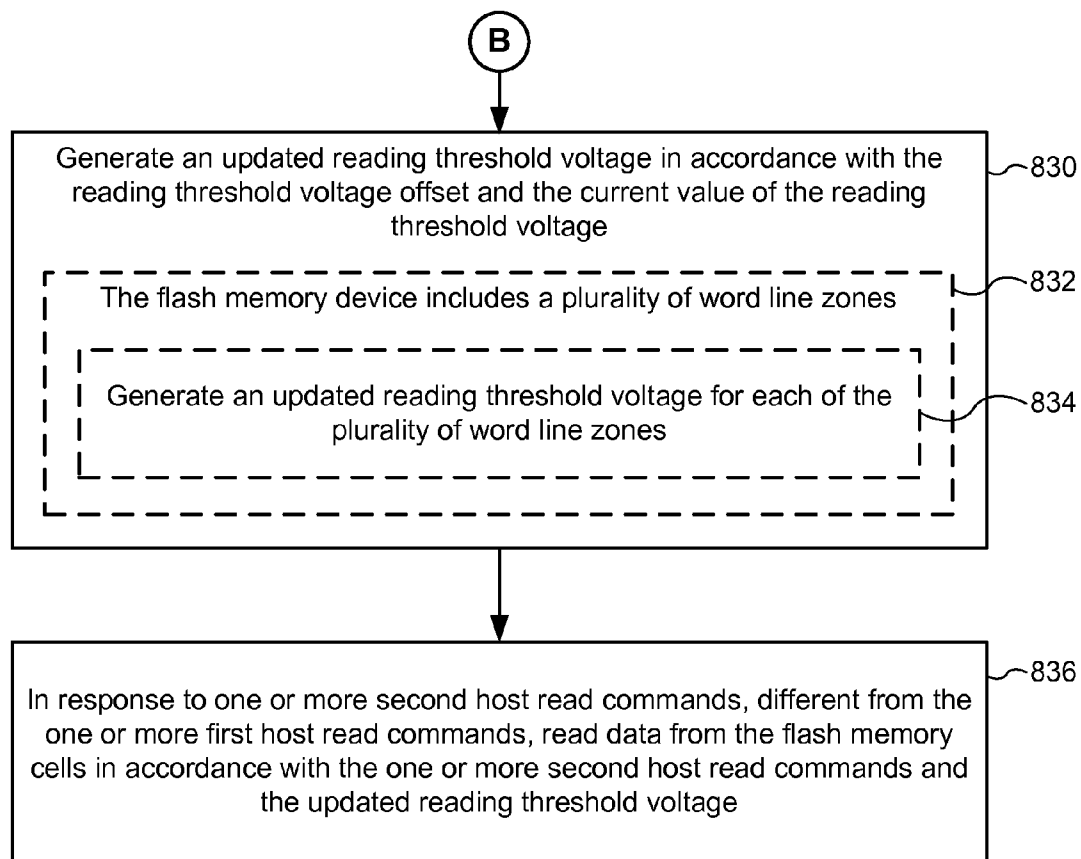 B
Generate an updated reading threshold voltage in accordance with the
reading threshold voltage offset and the current value of the reading
threshold voltage
830
The flash memory device includes a plurality of word line zones
832
Generate an updated reading threshold voltage for each of the
plurality of word line zones
834
In response to one or more second host read commands, different from the
one or more first host read commands, read data from the flash memory
cells in accordance with the one or more second host read commands and
the updated reading threshold voltage
836